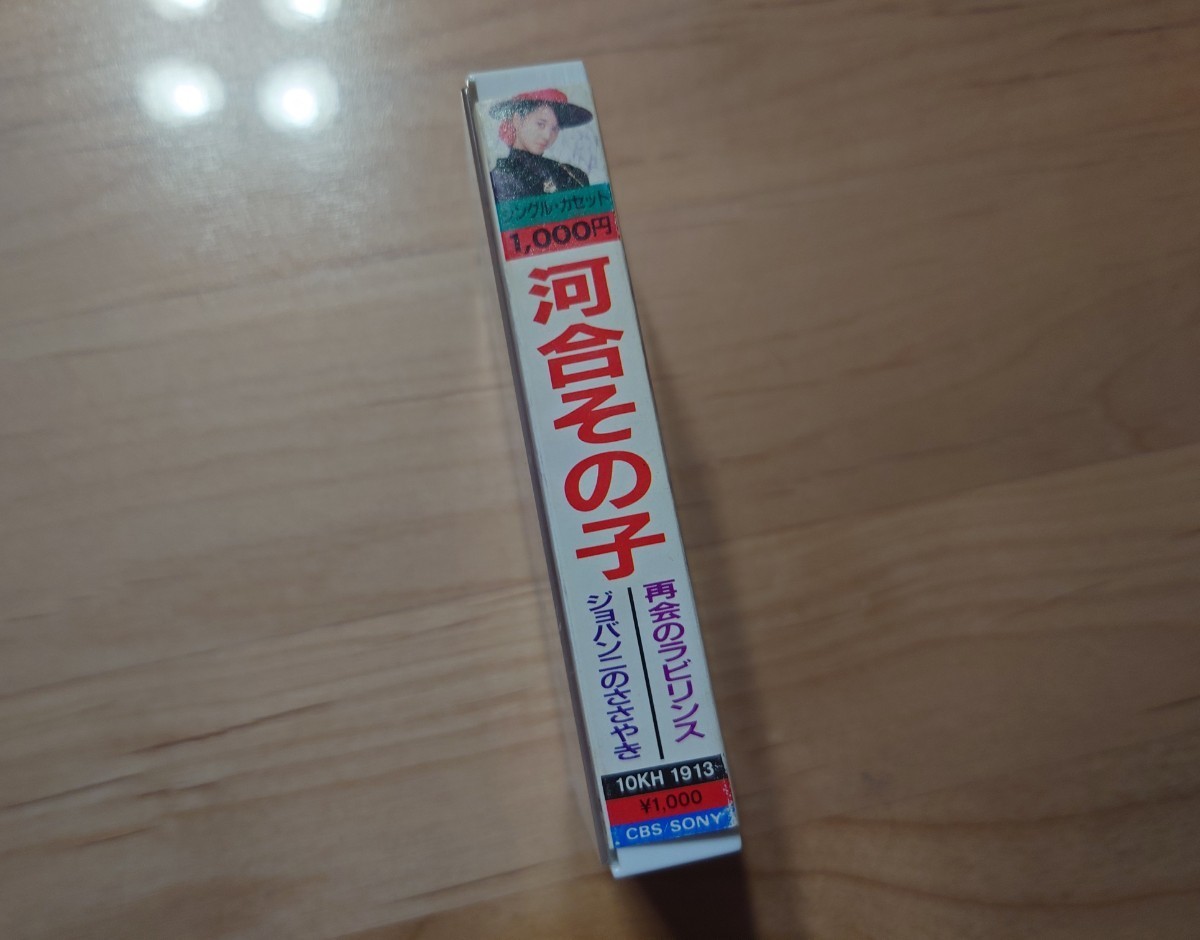 シングル・カセット
1,000円
河合その子
再会のラビリンス
ジョバンニのささやき
10KH 1913
¥1,000
CBS/SONY